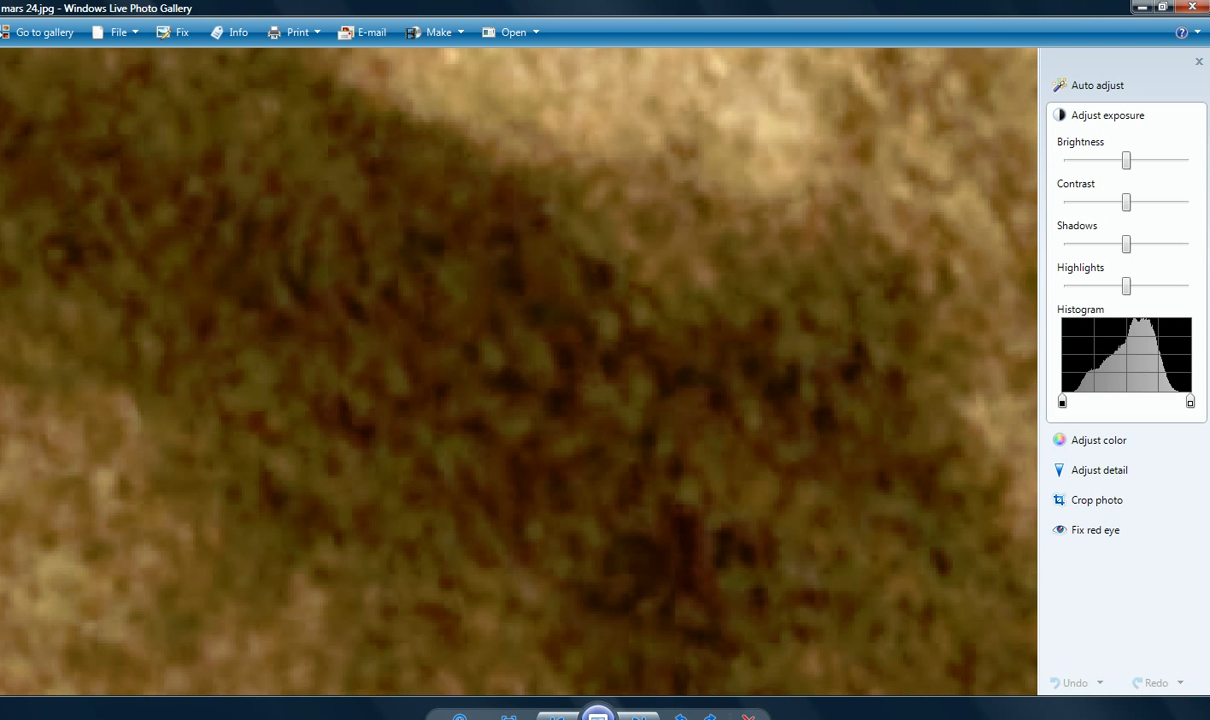 mars 24.jpg - Windows Live Photo Gallery
Go to gallery File Fix Info Print E-mail Make Open
Auto adjust
Adjust exposure
Brightness
Contrast
Shadows
Highlights
Histogram
Adjust color
Adjust detail
Crop photo
Fix red eye
Undo Redo